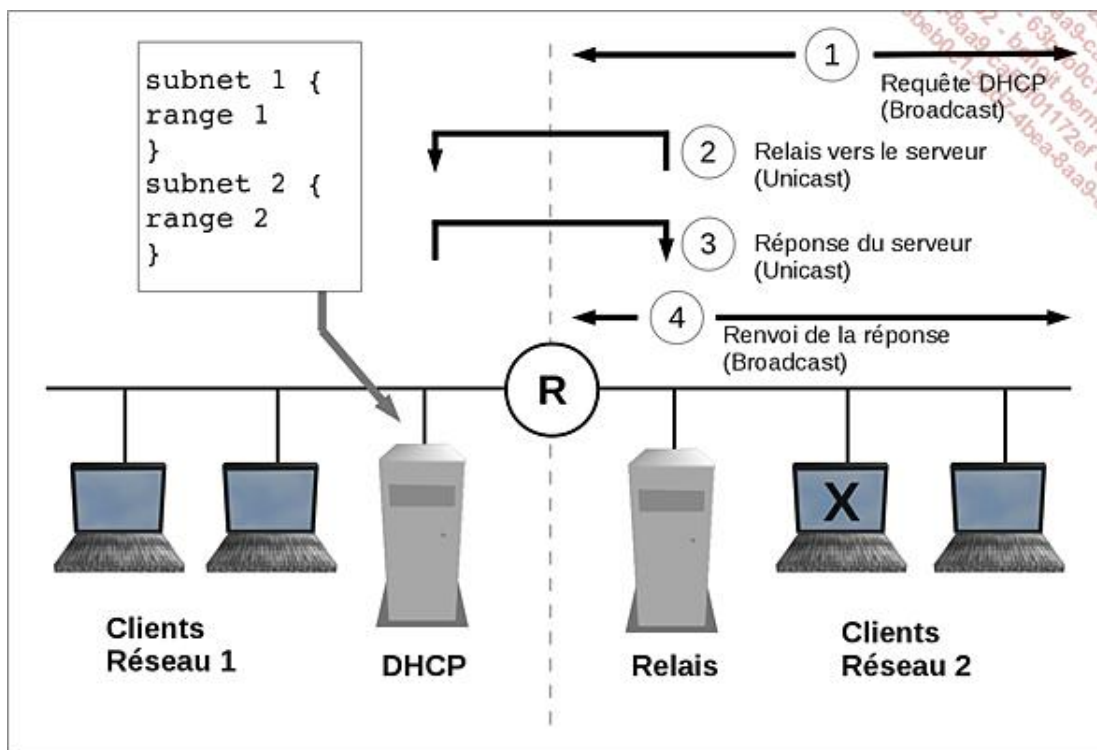 subnet 1 {
range 1
}
subnet 2 {
range 2
}
1
Requête DHCP
(Broadcast)
2
Relais vers le serveur
(Unicast)
3
Réponse du serveur
(Unicast)
4
Renvoi de la réponse
(Broadcast)
R
X
Clients
Réseau 1
DHCP
Relais
Clients
Réseau 2